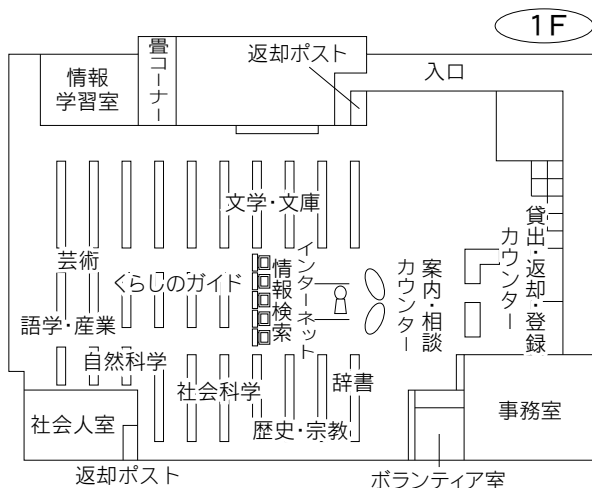 1F
畳コーナー
返却ポスト
入口
情報
学習室
文学・文庫
芸術
くらしのガイド
インターネット
情報検索
案内・相談
カウンター
貸出・返却・登録
カウンター
語学・産業
自然科学
社会科学
辞書
歴史・宗教
社会人室
事務室
返却ポスト
ボランティア室